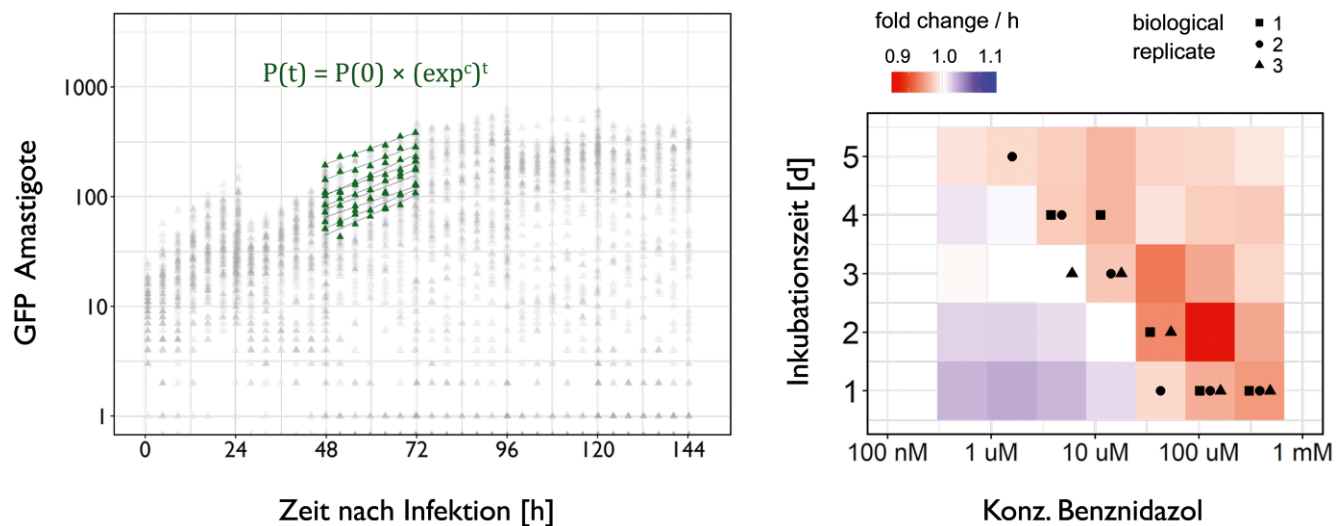 P(t) = P(0) × (expᶜ)ᵗ
GFP Amastigote
1000
100
10
1
0 24 48 72 96 120 144
Zeit nach Infektion [h]
fold change / h
0.9 1.0 1.1
biological
replicate
1
2
3
Inkubationszeit [d]
5
4
3
2
1
100 nM 1 uM 10 uM 100 uM 1 mM
Konz. Benznidazol